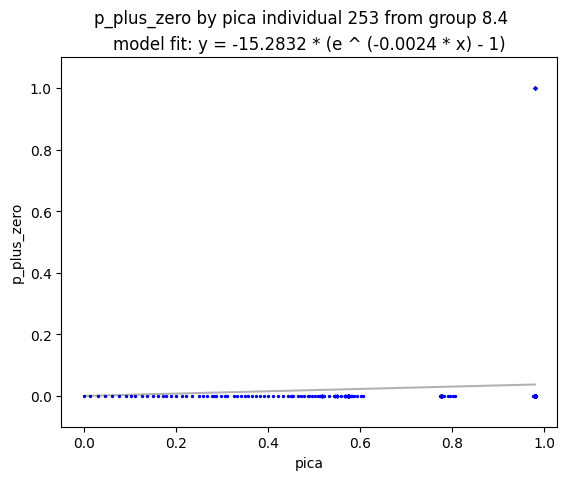 p_plus_zero by pica individual 253 from group 8.4
model fit: y = -15.2832 * (e ^ (-0.0024 * x) - 1)
1.0
0.8
0.6
0.4
0.2
0.0
p_plus_zero
0.0 0.2 0.4 0.6 0.8 1.0
pica